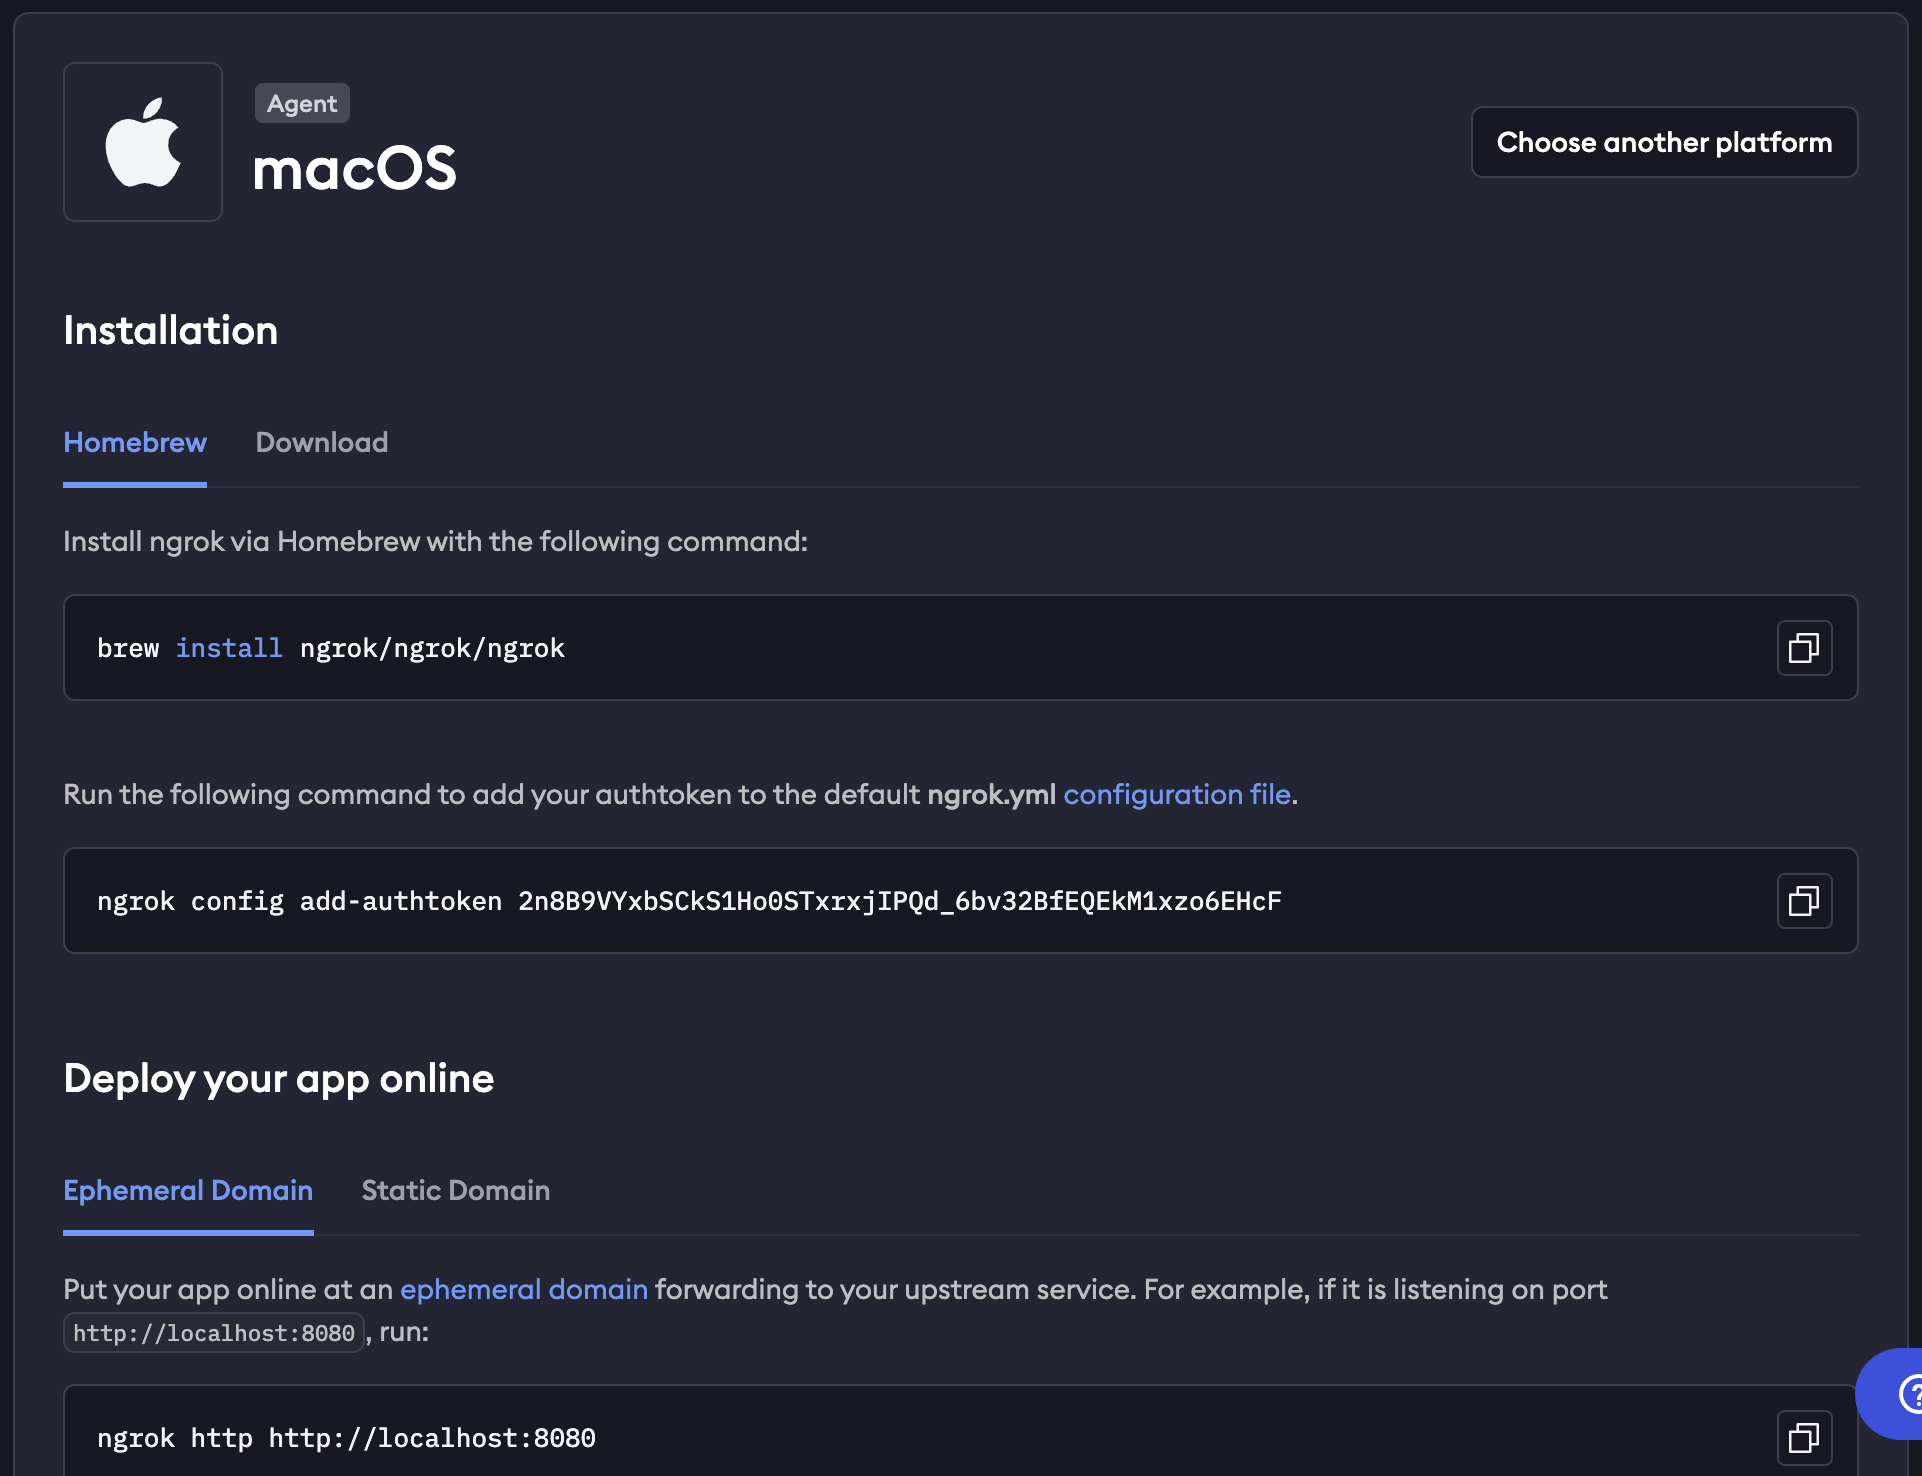 Agent
macOS
Choose another platform
Installation
Homebrew Download
Install ngrok via Homebrew with the following command:
brew install ngrok/ngrok/ngrok
Run the following command to add your authtoken to the default ngrok.yml configuration file.
ngrok config add-authtoken 2n8B9VYxbSCkS1Ho0STxrxjIPQd_6bv32BfEQEkM1xzo6EHcF
Deploy your app online
Ephemeral Domain Static Domain
Put your app online at an ephemeral domain forwarding to your upstream service. For example, if it is listening on port
http://localhost:8080, run:
ngrok http http://localhost:8080